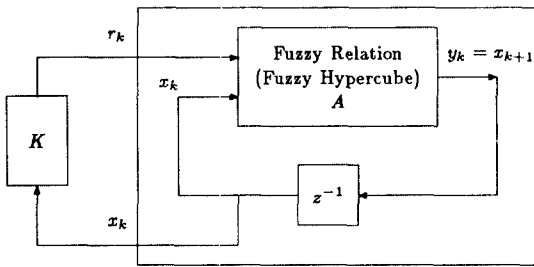 r_k
Fuzzy Relation
(Fuzzy Hypercube)
A
y_k = x_{k+1}
x_k
K
z^{-1}
x_k